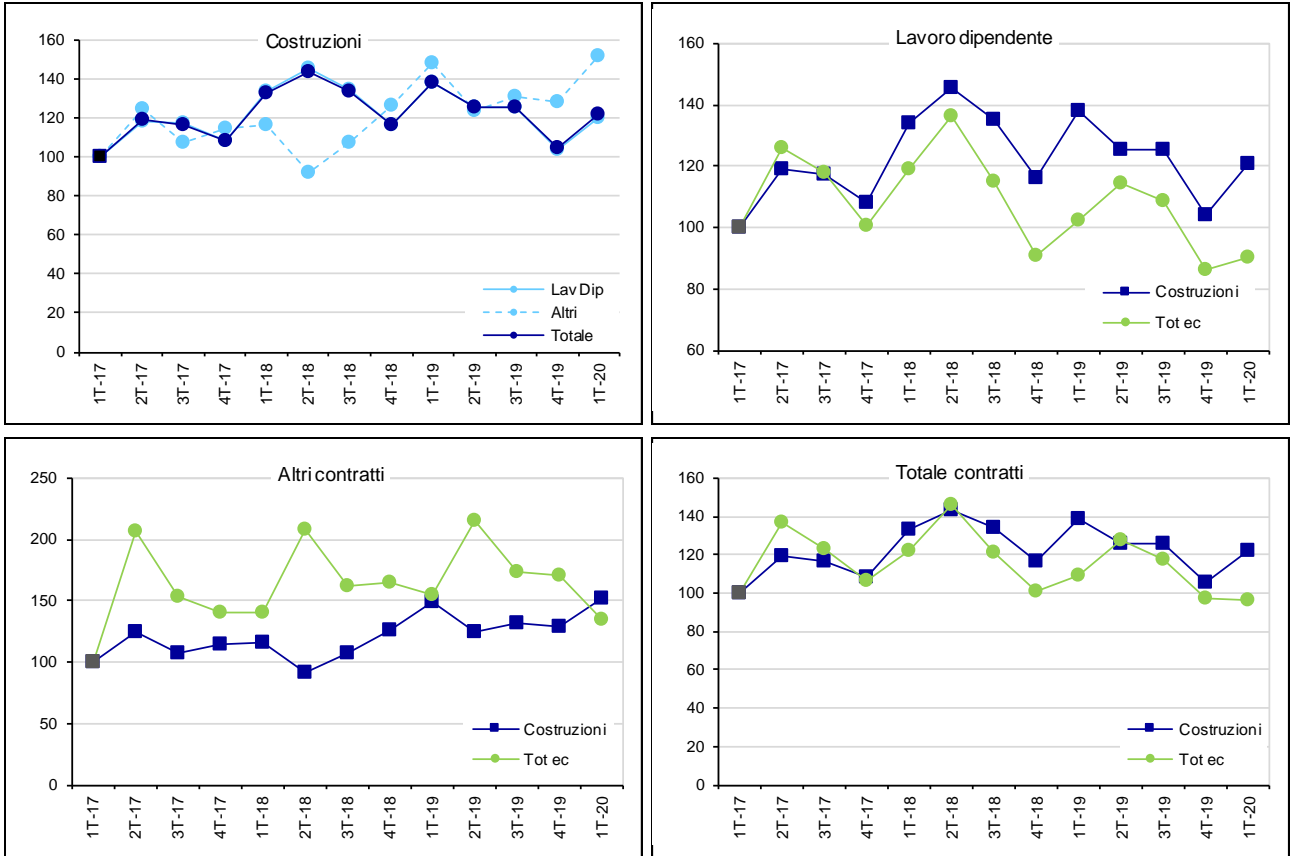 Costruzioni
160
140
120
100
80
60
40
20
0
Lav Dip
Altri
Totale
1T-17
2T-17
3T-17
4T-17
1T-18
2T-18
3T-18
4T-18
1T-19
2T-19
3T-19
4T-19
1T-20
Lavoro dipendente
160
140
120
100
80
60
Costruzioni
Tot ec
1T-17
2T-17
3T-17
4T-17
1T-18
2T-18
3T-18
4T-18
1T-19
2T-19
3T-19
4T-19
1T-20
Altri contratti
250
200
150
100
50
0
Costruzioni
Tot ec
1T-17
2T-17
3T-17
4T-17
1T-18
2T-18
3T-18
4T-18
1T-19
2T-19
3T-19
4T-19
1T-20
Totale contratti
160
140
120
100
80
60
40
20
0
Costruzioni
Tot ec
1T-17
2T-17
3T-17
4T-17
1T-18
2T-18
3T-18
4T-18
1T-19
2T-19
3T-19
4T-19
1T-20